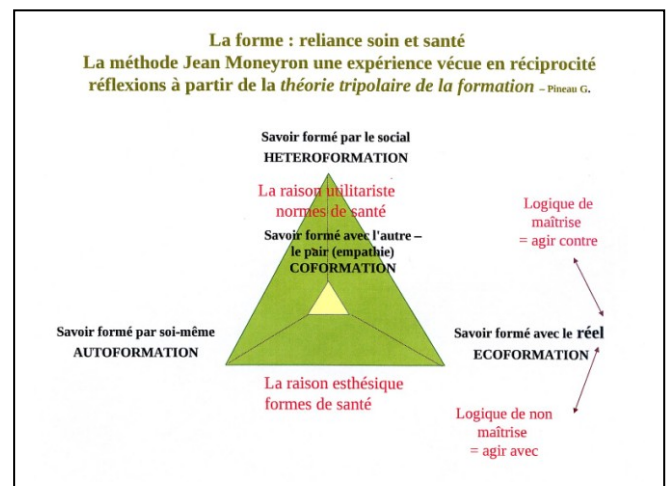 La forme : reliance soin et santé
La méthode Jean Moneyron une expérience vécue en réciprocité
réflexions à partir de la théorie tripolaire de la formation – Pineau G.
Savoir formé par le social
HETEROFORMATION
La raison utilitariste
normes de santé
Logique de
maîtrise
= agir contre
Savoir formé avec l'autre –
le pair (empathie)
COFORMATION
Savoir formé par soi-même
AUTOFORMATION
Savoir formé avec le réel
ECOFORMATION
La raison esthésique
formes de santé
Logique de non
maîtrise
= agir avec